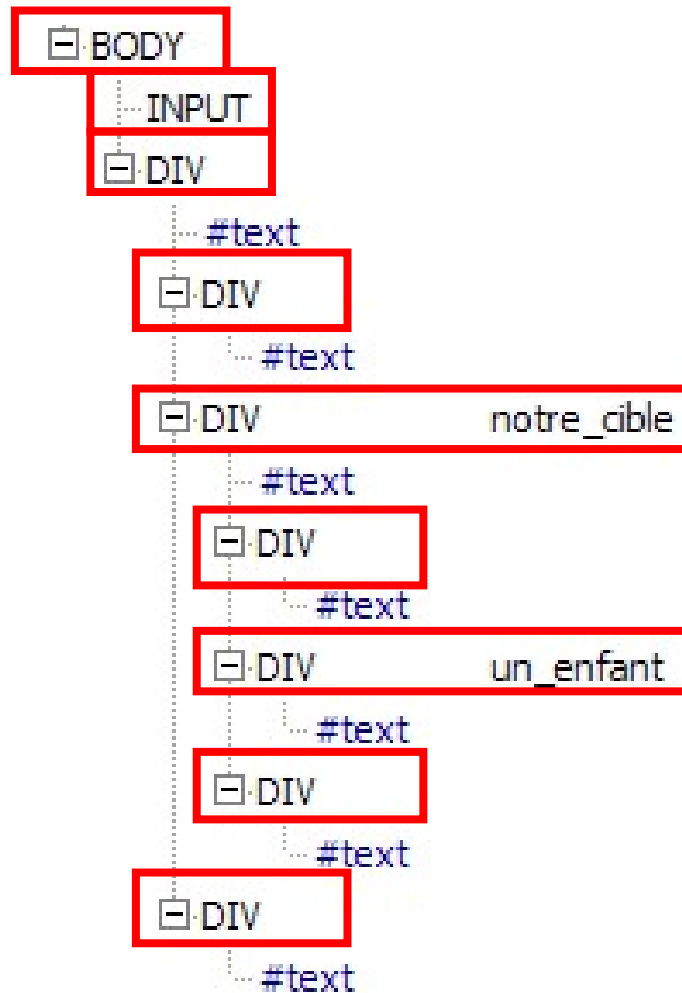 BODY
INPUT
DIV
#text
DIV
#text
DIV notre_cible
#text
DIV
#text
DIV un_enfant
#text
DIV
#text
DIV
#text